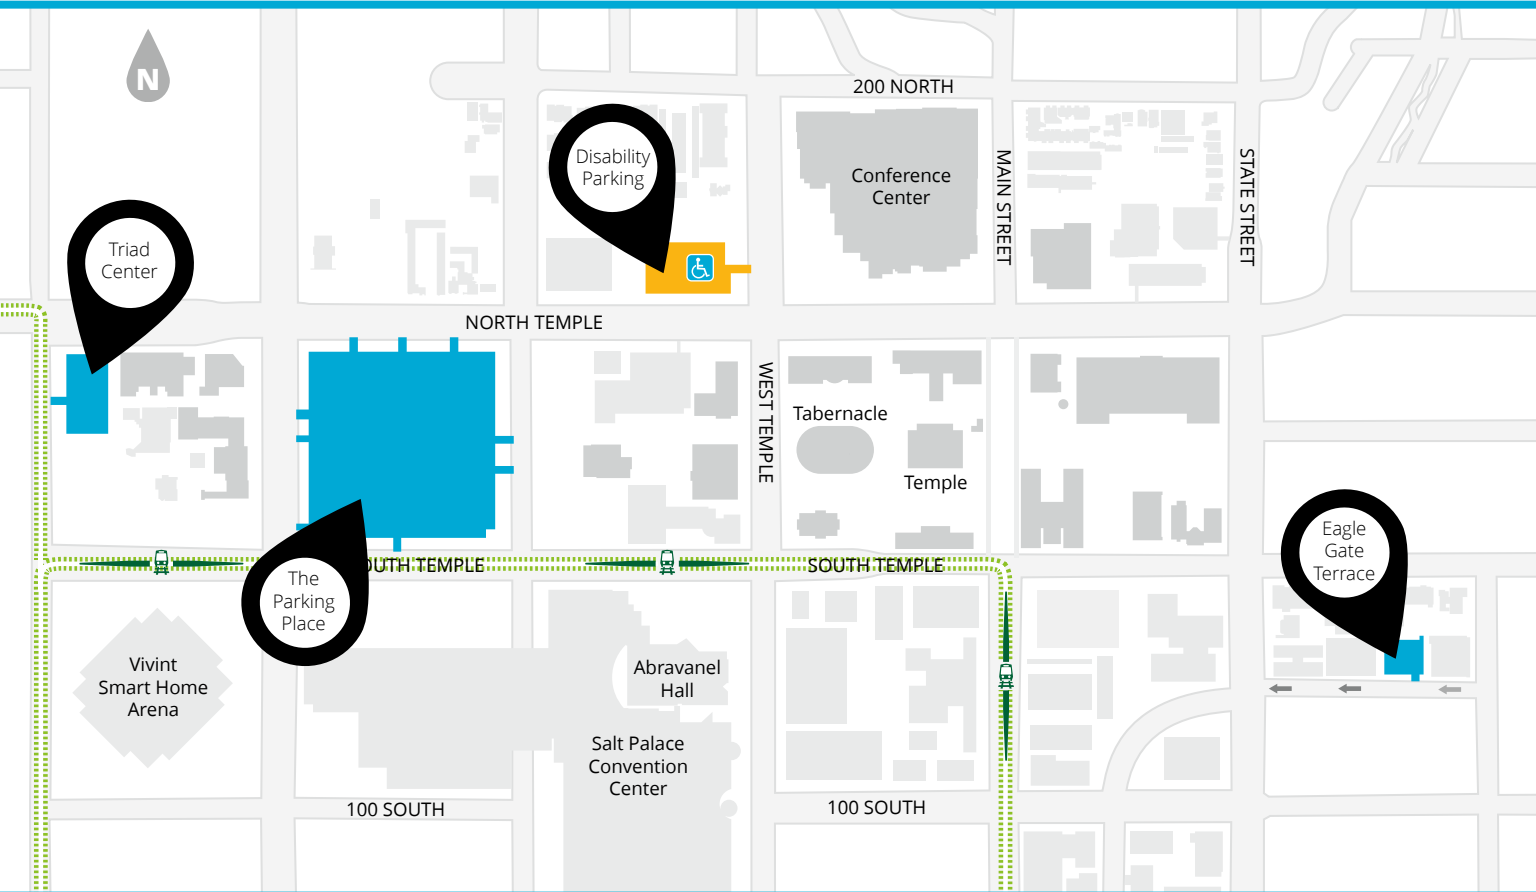 N
200 NORTH
Disability
Parking
Conference
Center
MAIN STREET
STATE STREET
Triad
Center
NORTH TEMPLE
WEST TEMPLE
Tabernacle
Temple
Eagle
Gate
Terrace
OUTH TEMPLE
SOUTH TEMPLE
The
Parking
Place
Vivint
Smart Home
Arena
Abravanel
Hall
Salt Palace
Convention
Center
100 SOUTH
100 SOUTH